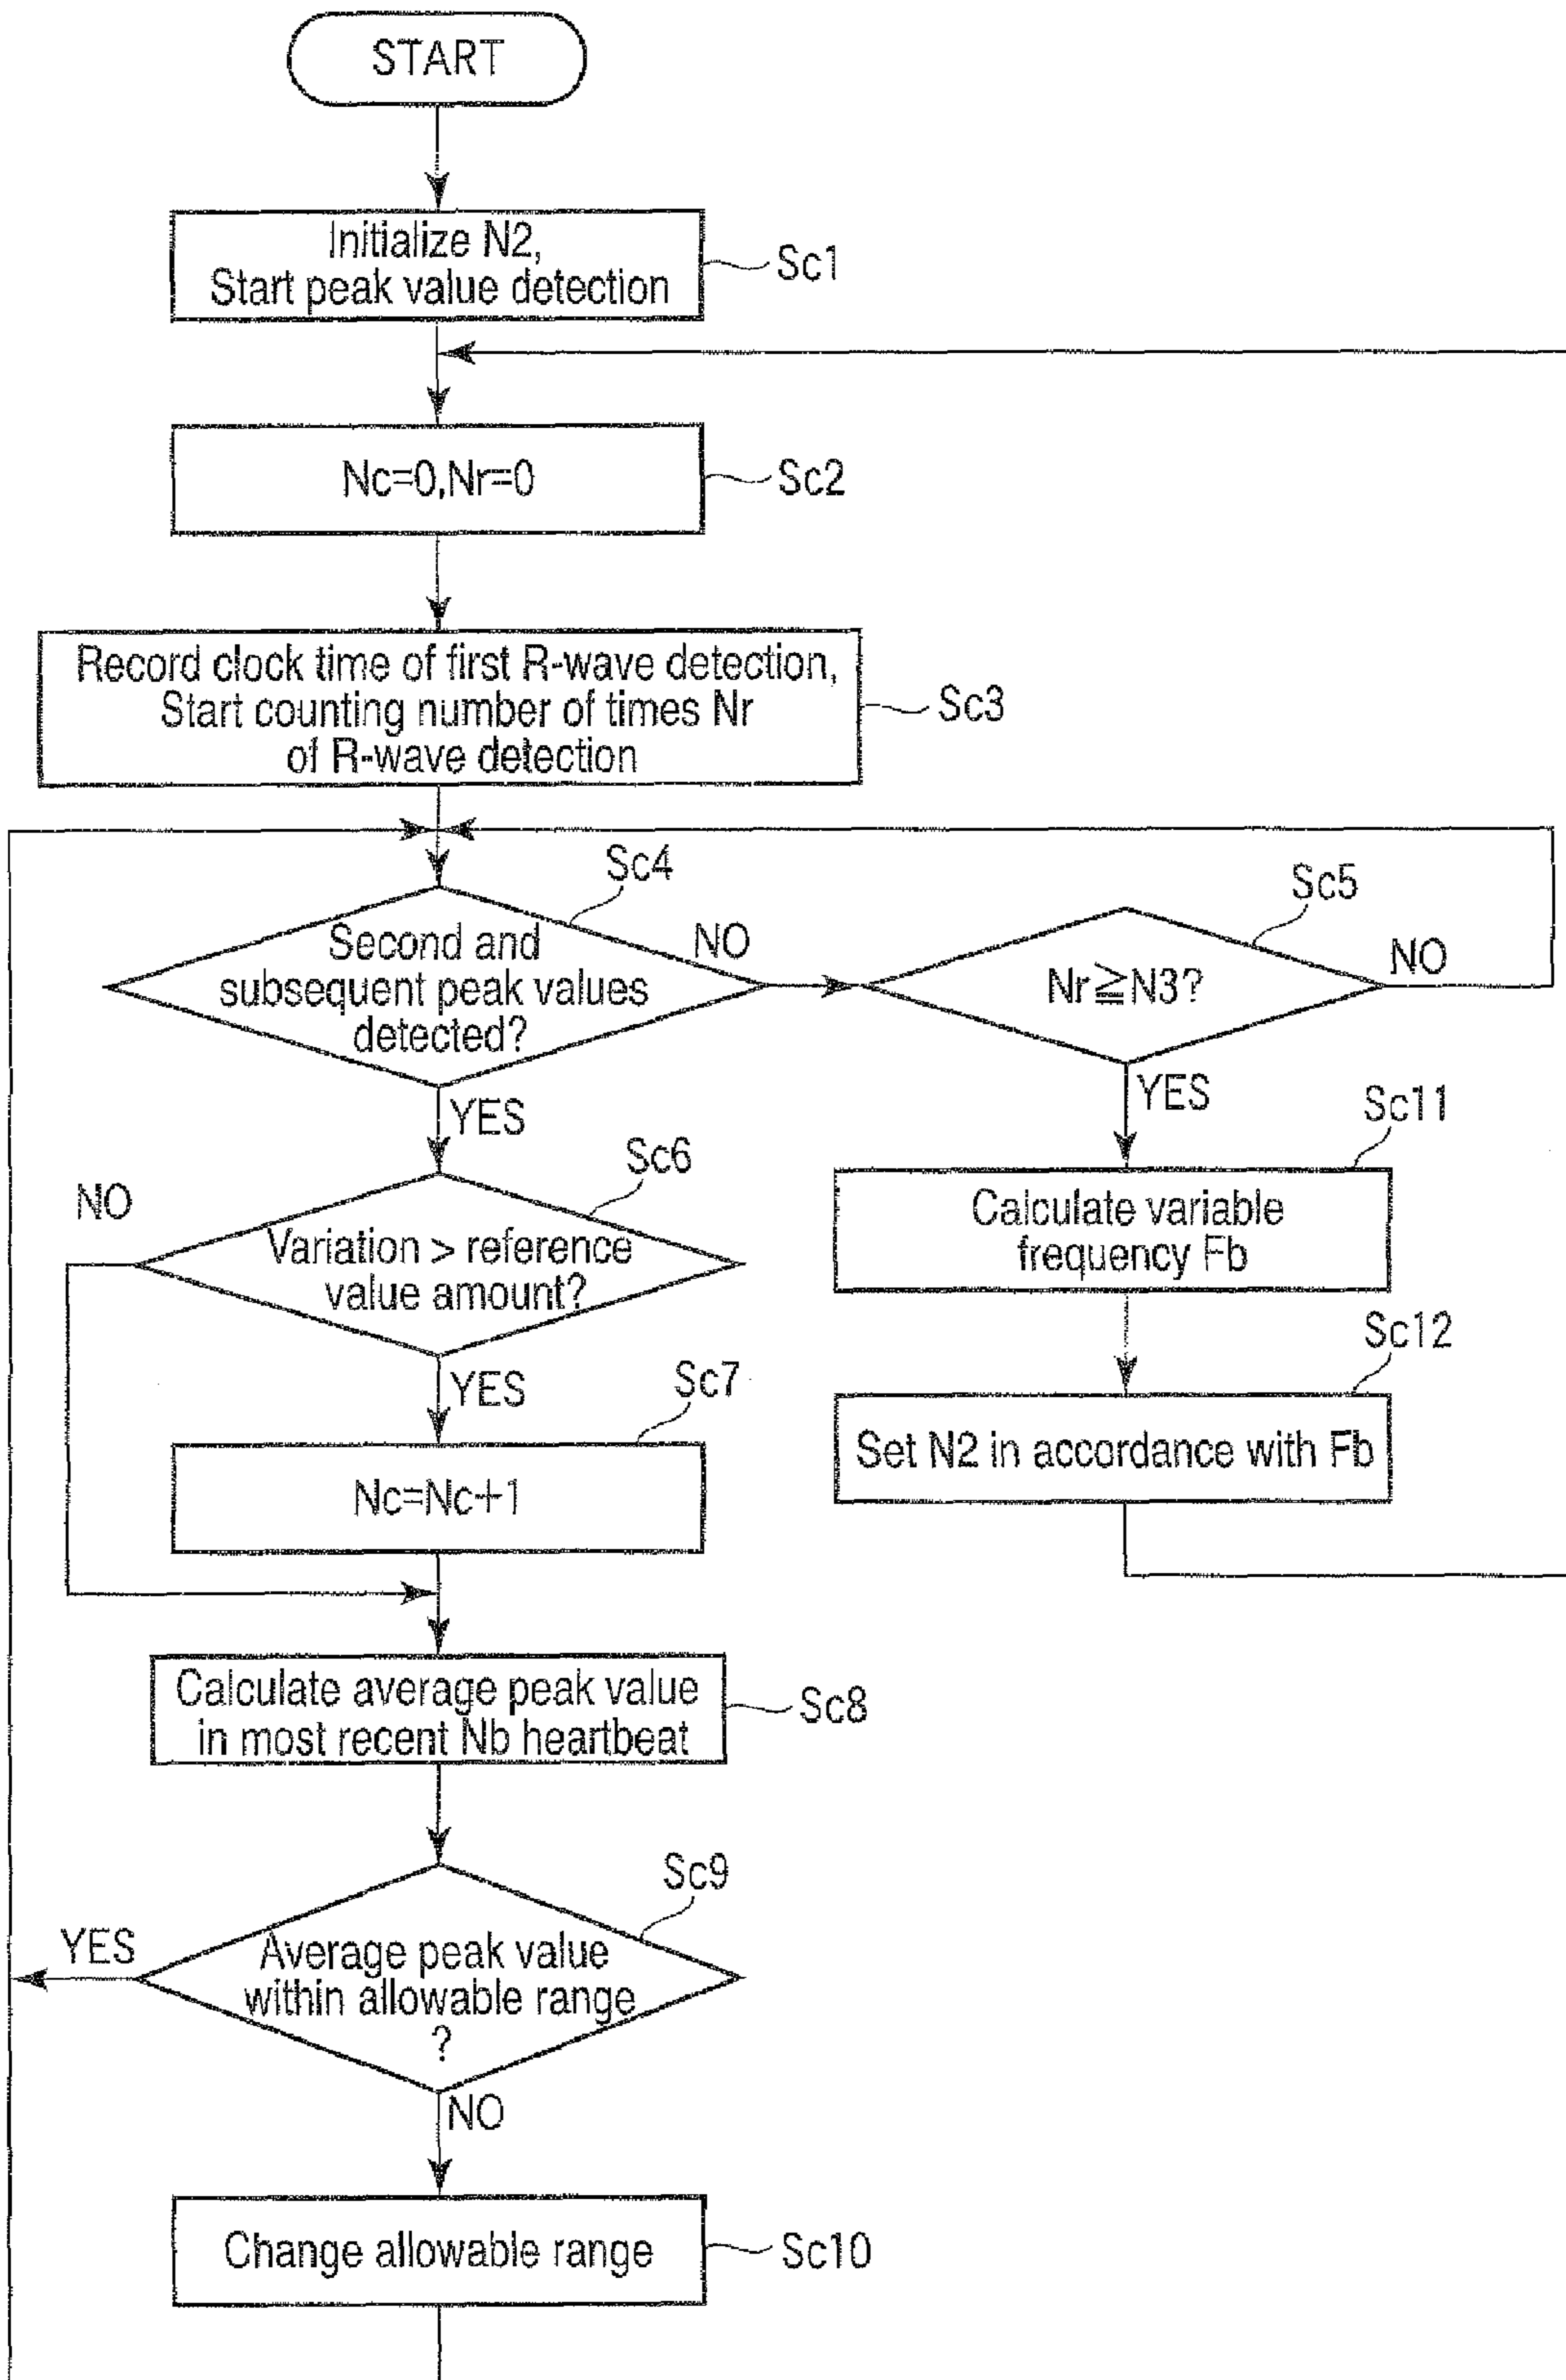 START
Initialize N2,
Start peak value detection
Sc1
Nc=0,Nr=0
Sc2
Record clock time of first R-wave detection,
Start counting number of times Nr
of R-wave detection
Sc3
Sc4
Second and
subsequent peak values
detected?
NO
YES
Sc5
Nr≧N3?
NO
YES
Sc6
Variation > reference
value amount?
NO
YES
Sc11
Calculate variable
frequency Fb
Sc7
Nc=Nc+1
Sc12
Set N2 in accordance with Fb
Calculate average peak value
in most recent Nb heartbeat
Sc8
Sc9
Average peak value
within allowable range
?
YES
NO
Change allowable range
Sc10